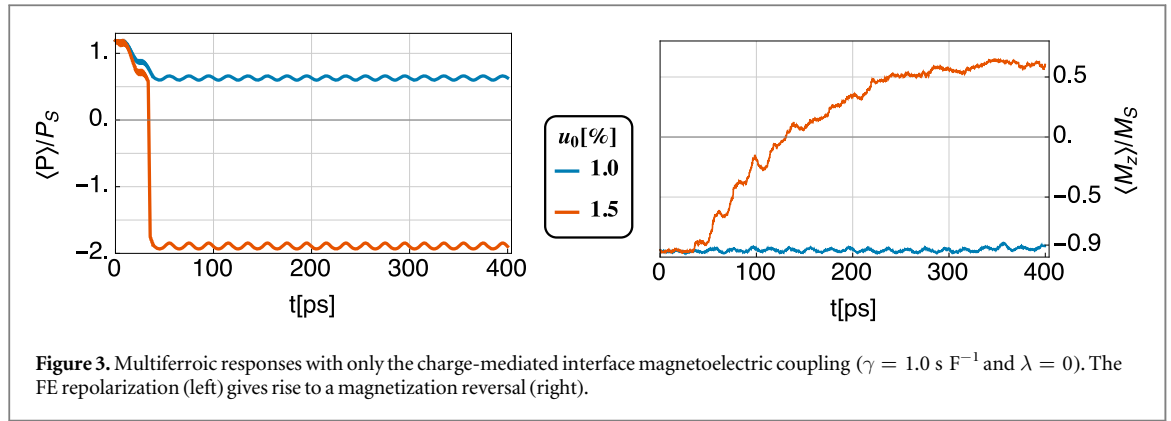 1.
0.
−1.
−2.
⟨P⟩/P_S
0
100
200
300
400
t[ps]
u₀[%]
1.0
1.5
0.5
0.
−0.5
−0.9
⟨M_z⟩/M_S
0
100
200
300
400
t[ps]
Figure 3. Multiferroic responses with only the charge-mediated interface magnetoelectric coupling (γ = 1.0 s F⁻¹ and λ = 0). The
FE repolarization (left) gives rise to a magnetization reversal (right).